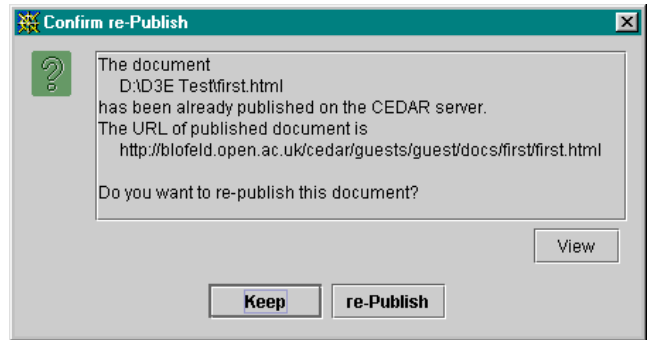 Confirm re-Publish
The document
D:\D3E Test\first.html
has been already published on the CEDAR server.
The URL of published document is
http://blofeld.open.ac.uk/cedar/guests/guest/docs/first/first.html
Do you want to re-publish this document?
View
Keep re-Publish